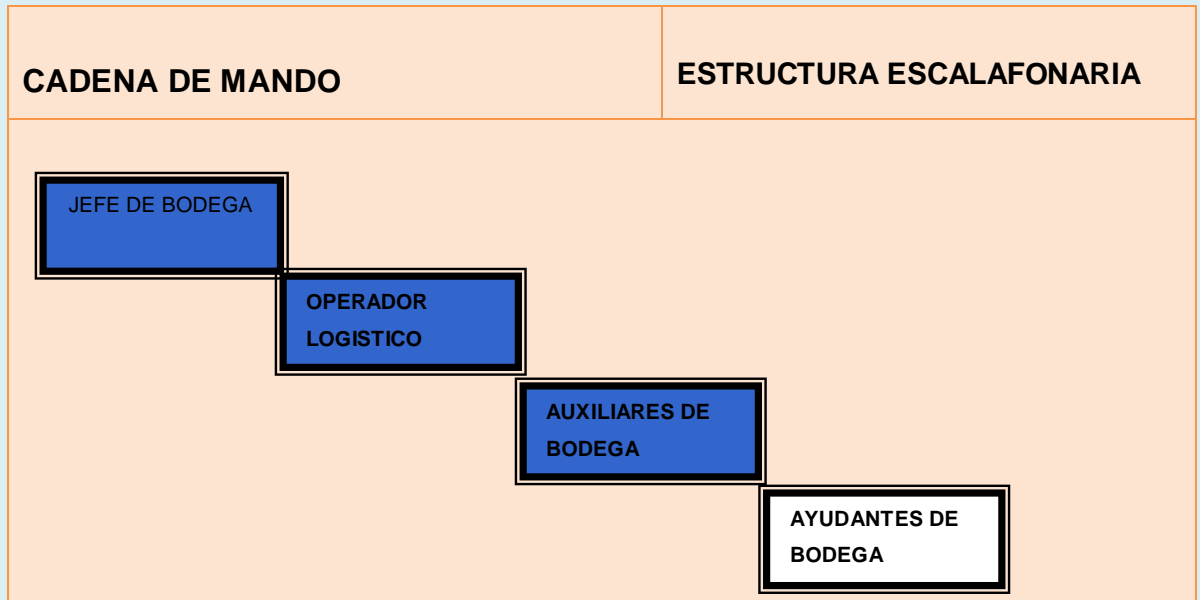 CADENA DE MANDO
ESTRUCTURA ESCALAFONARIA
JEFE DE BODEGA
OPERADOR
LOGISTICO
AUXILIARES DE
BODEGA
AYUDANTES DE
BODEGA